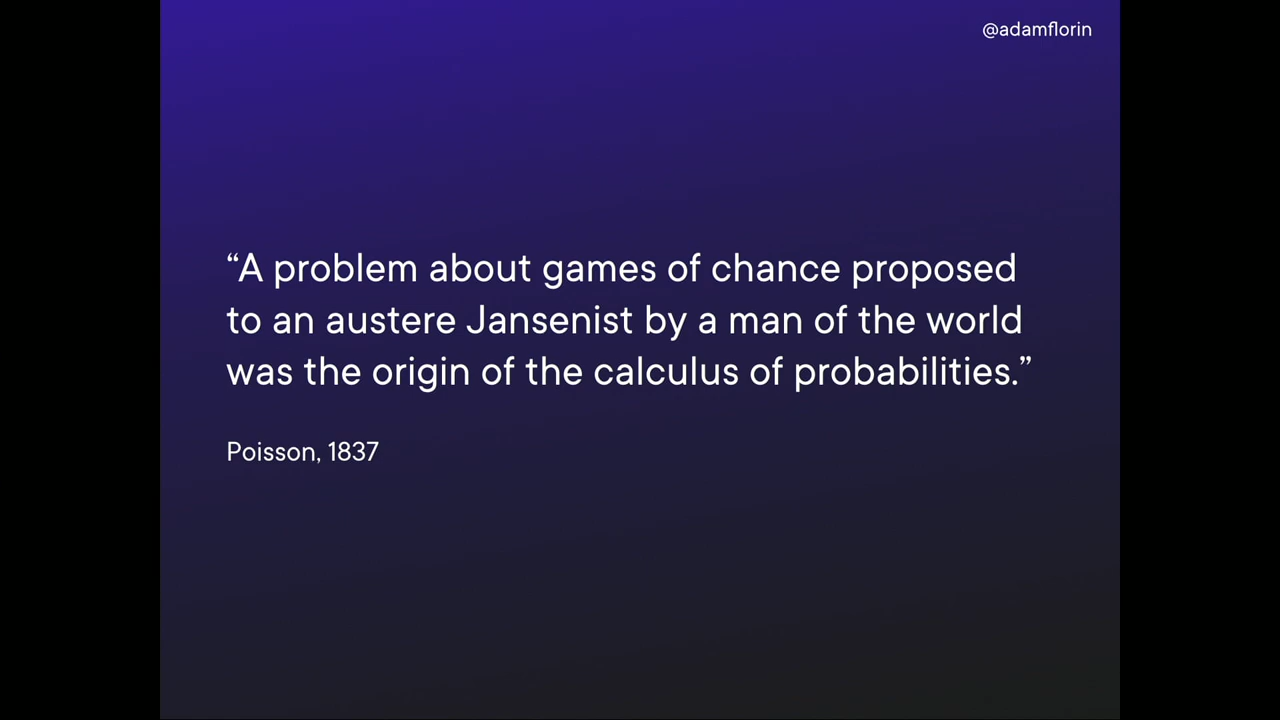 @adamflorin
“A problem about games of chance proposed
to an austere Jansenist by a man of the world
was the origin of the calculus of probabilities.”
Poisson, 1837